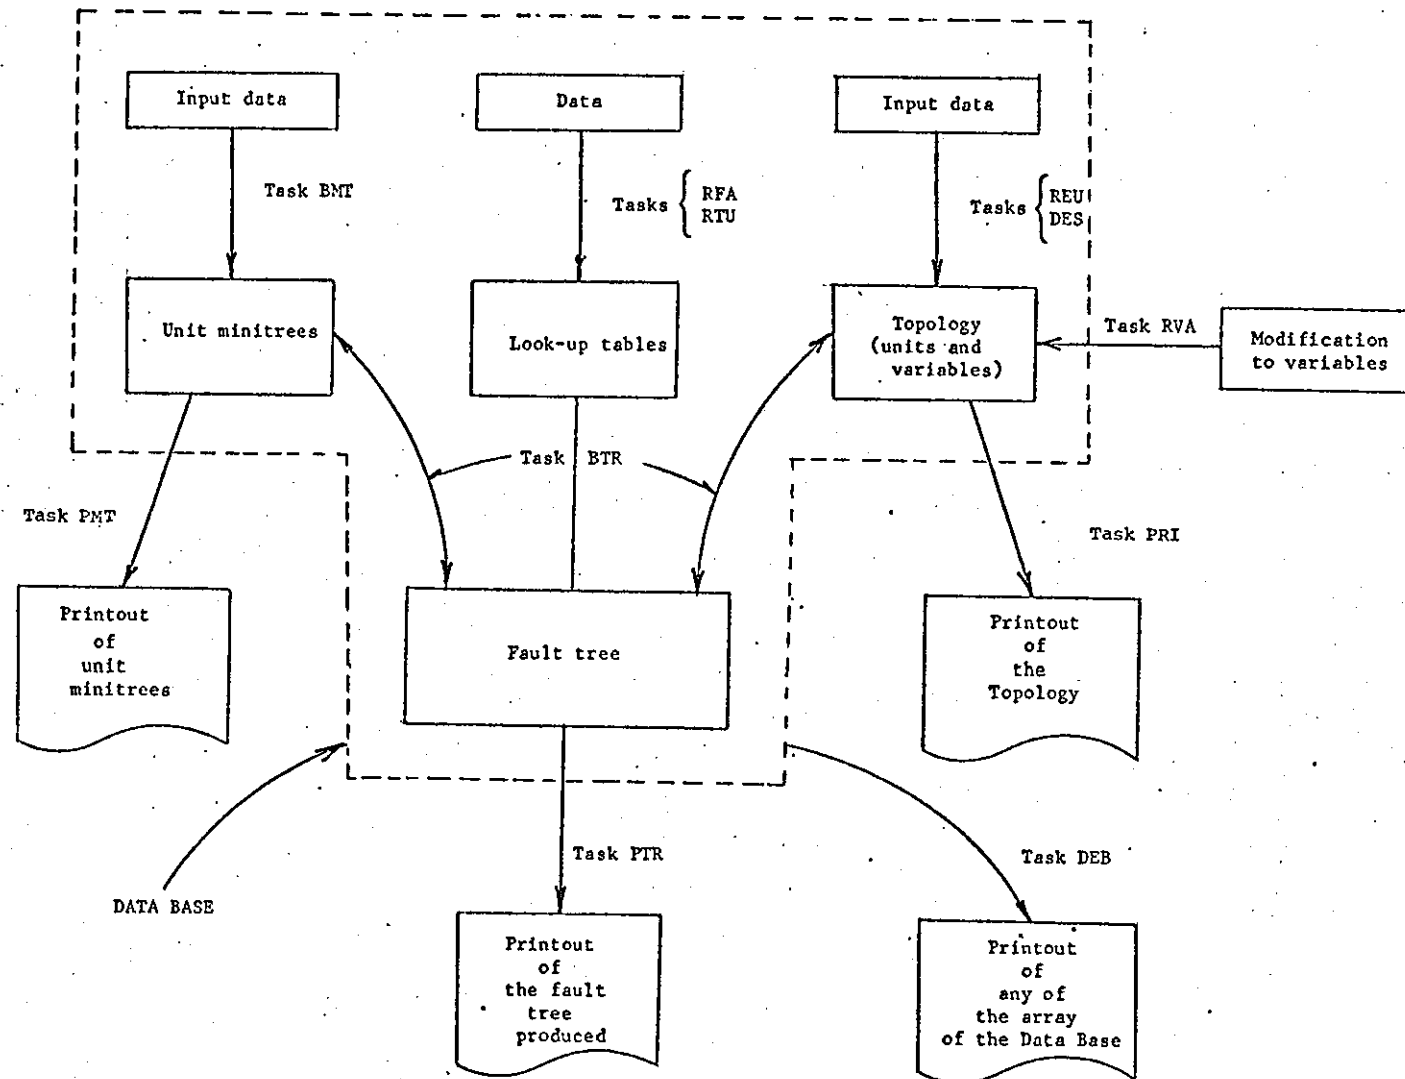 Input data
Data
Input data
Task BMT
Tasks { RFA
RTU
Tasks { REU
DES
Unit minitrees
Look-up tables
Topology
(units and
variables)
Task RVA
Modification
to variables
Task BTR
Task PMT
Task PRI
Printout
of
unit
minitrees
Fault tree
Printout
of
the
Topology
Task PTR
Task DEB
DATA BASE
Printout
of
the fault
tree
produced
Printout
of
any of
the array
of the Data Base